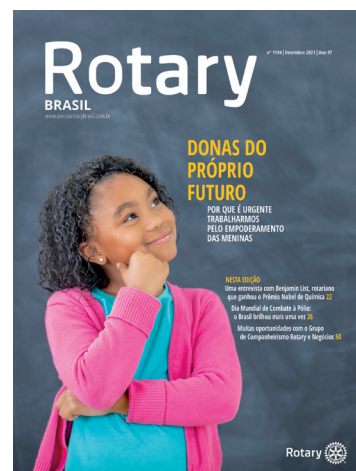 Rotary
nº 1194 | Dezembro 2021 | Ano 97
BRASIL
www.revistarotarybrasil.com.br
DONAS DO
PRÓPRIO
FUTURO
POR QUE É URGENTE
TRABALHARMOS
PELO EMPODERAMENTO
DAS MENINAS
NESTA EDIÇÃO
Uma entrevista com Benjamin List, rotariano
que ganhou o Prêmio Nobel de Química 22
Dia Mundial de Combate à Pólio:
o Brasil brilhou mais uma vez 26
Muitas oportunidades com o Grupo
de Companheirismo Rotary e Negócios 50
Rotary